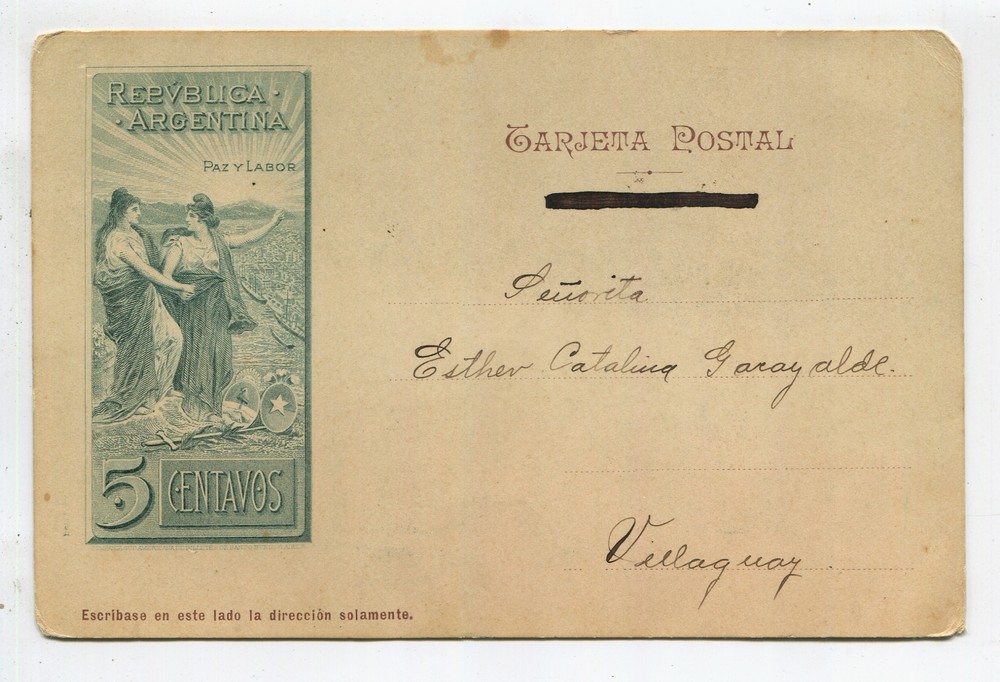 REPVBLICA ·
· ARGENTINA
PAZ Y LABOR
5 CENTAVOS
TARJETA POSTAL
Señorita
Esther Catalina Garayalde.
Villaguay
Escríbase en este lado la dirección solamente.